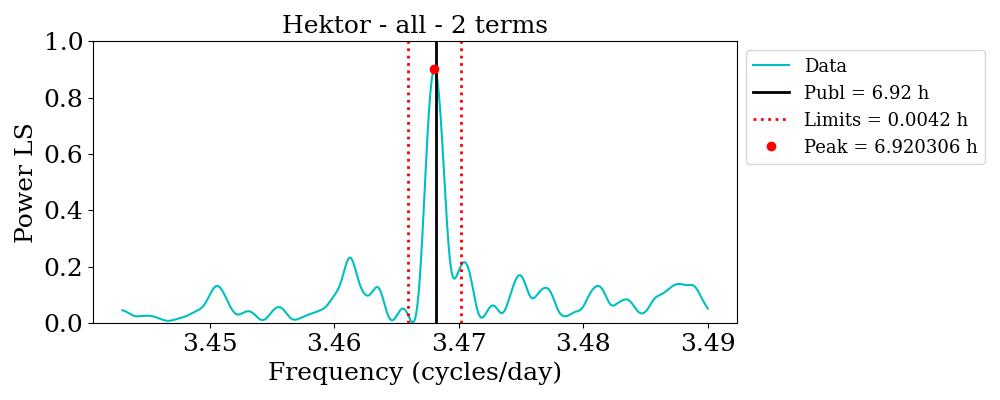 Hektor - all - 2 terms
1.0
0.8
0.6
0.4
0.2
0.0
Power LS
3.45 3.46 3.47 3.48 3.49
Frequency (cycles/day)
Data
Publ = 6.92 h
Limits = 0.0042 h
Peak = 6.920306 h